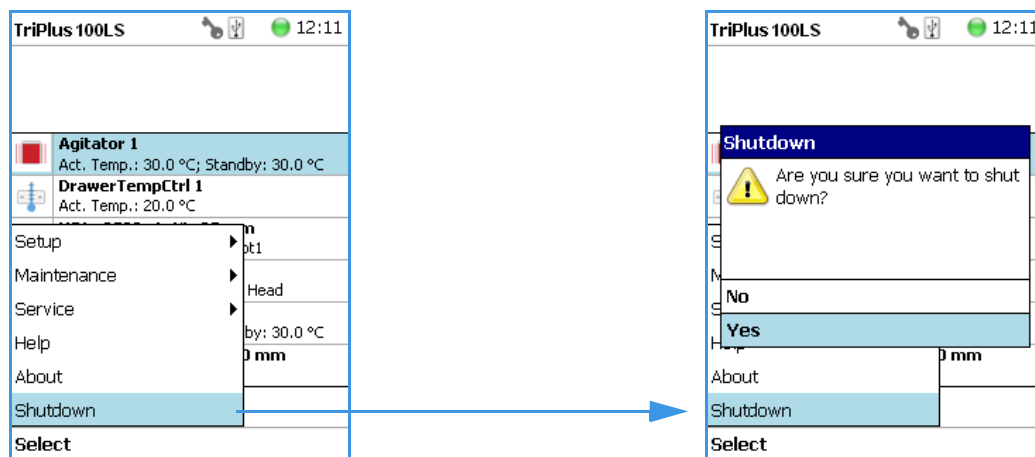 TriPlus 100LS 12:11
Agitator 1
Act. Temp.: 30.0 °C; Standby: 30.0 °C
DrawerTempCtrl 1
Act. Temp.: 20.0 °C
Setup
Maintenance
Head
Service
by: 30.0 °C
Help
0 mm
About
Shutdown
Select
TriPlus 100LS 12:11
Shutdown
Are you sure you want to shut
down?
No
Yes
0 mm
About
Shutdown
Select